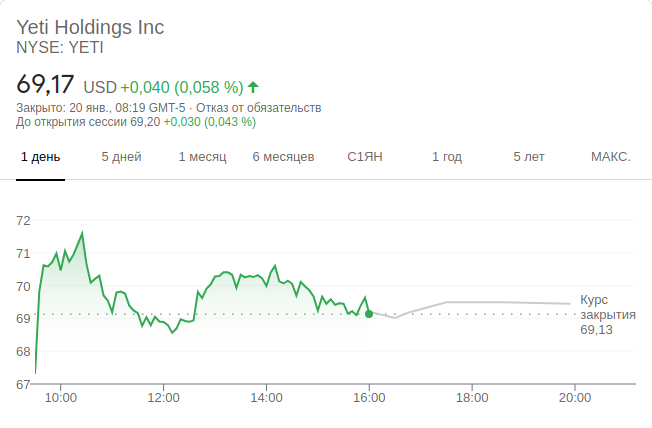 Yeti Holdings Inc
NYSE: YETI
69,17 USD +0,040 (0,058 %)
Закрыто: 20 янв., 08:19 GMT-5 · Отказ от обязательств
До открытия сессии 69,20 +0,030 (0,043 %)
1 день 5 дней 1 месяц 6 месяцев С1ЯН 1 год 5 лет МАКС.
72
71
70
69
68
67
Курс
закрытия
69,13
10:00 12:00 14:00 16:00 18:00 20:00